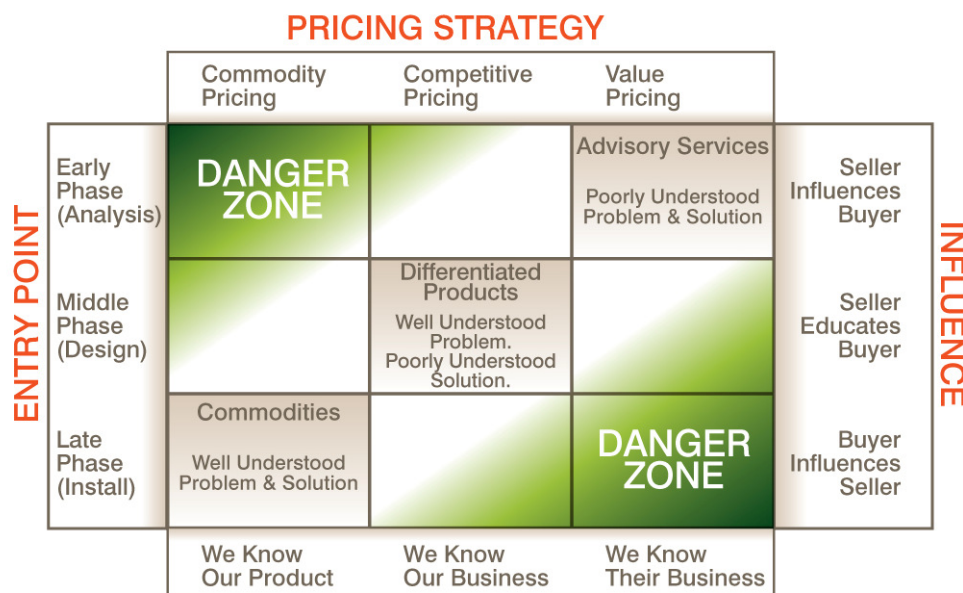 PRICING STRATEGY
Commodity
Pricing
Competitive
Pricing
Value
Pricing
ENTRY POINT
Early
Phase
(Analysis)
DANGER
ZONE
Advisory Services
Poorly Understood
Problem & Solution
Seller
Influences
Buyer
INFLUENCE
Middle
Phase
(Design)
Differentiated
Products
Well Understood
Problem.
Poorly Understood
Solution.
Seller
Educates
Buyer
Late
Phase
(Install)
Commodities
Well Understood
Problem & Solution
DANGER
ZONE
Buyer
Influences
Seller
We Know
Our Product
We Know
Our Business
We Know
Their Business